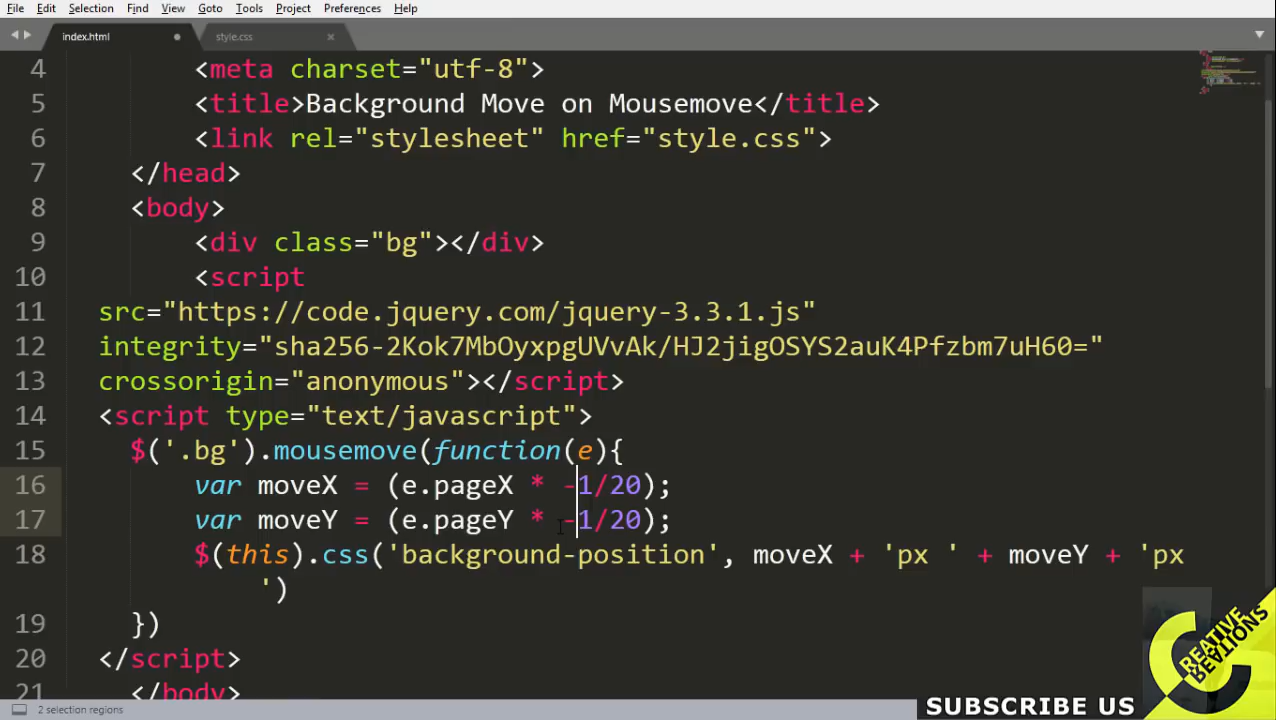 File Edit Selection Find View Goto Tools Project Preferences Help
index.html style.css
4 <meta charset="utf-8">
5 <title>Background Move on Mousemove</title>
6 <link rel="stylesheet" href="style.css">
7 </head>
8 <body>
9 <div class="bg"></div>
10 <script
11 src="https://code.jquery.com/jquery-3.3.1.js"
12 integrity="sha256-2Kok7MbOyxpgUVvAk/HJ2jigOSYS2auK4Pfzbm7uH60="
13 crossorigin="anonymous"></script>
14 <script type="text/javascript">
15 $('.bg').mousemove(function(e){
16 var moveX = (e.pageX * -1/20);
17 var moveY = (e.pageY * -1/20);
18 $(this).css('background-position', moveX + 'px ' + moveY + 'px
')
19 })
20 </script>
21 </body>
2 selection regions
SUBSCRIBE US